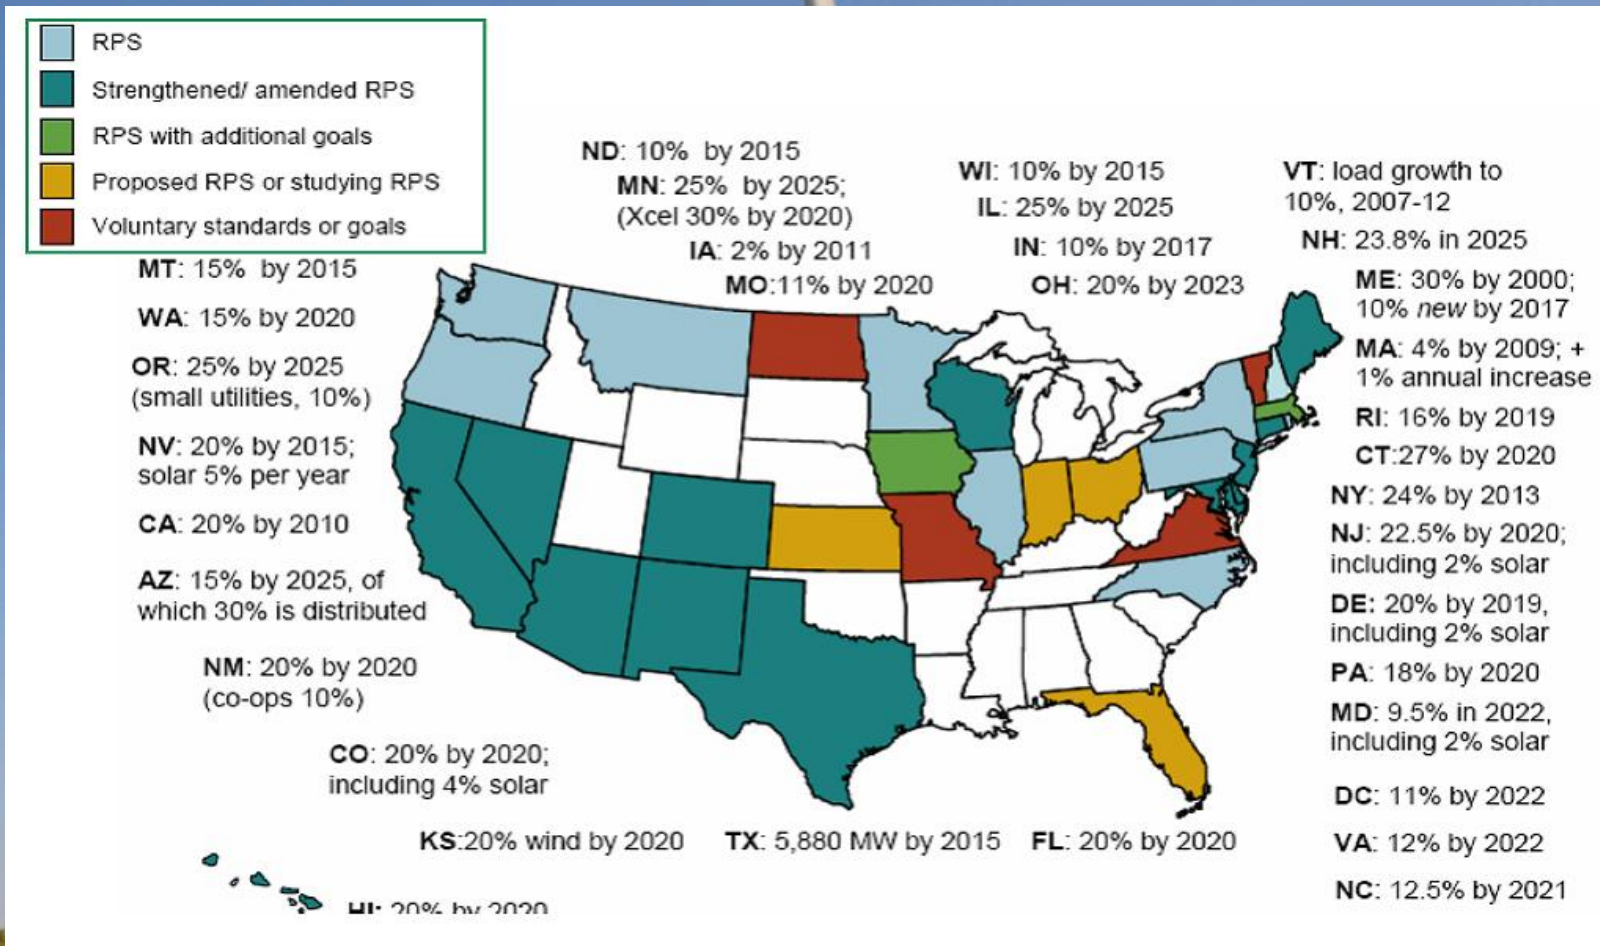 RPS
Strengthened/ amended RPS
RPS with additional goals
Proposed RPS or studying RPS
Voluntary standards or goals
MT: 15% by 2015
WA: 15% by 2020
OR: 25% by 2025
(small utilities, 10%)
NV: 20% by 2015;
solar 5% per year
CA: 20% by 2010
AZ: 15% by 2025, of
which 30% is distributed
NM: 20% by 2020
(co-ops 10%)
CO: 20% by 2020;
including 4% solar
KS:20% wind by 2020
TX: 5,880 MW by 2015
FL: 20% by 2020
HI: 20% by 2020
ND: 10% by 2015
MN: 25% by 2025;
(Xcel 30% by 2020)
IA: 2% by 2011
MO:11% by 2020
WI: 10% by 2015
IL: 25% by 2025
IN: 10% by 2017
OH: 20% by 2023
VT: load growth to
10%, 2007-12
NH: 23.8% in 2025
ME: 30% by 2000;
10% new by 2017
MA: 4% by 2009; +
1% annual increase
RI: 16% by 2019
CT:27% by 2020
NY: 24% by 2013
NJ: 22.5% by 2020;
including 2% solar
DE: 20% by 2019,
including 2% solar
PA: 18% by 2020
MD: 9.5% in 2022,
including 2% solar
DC: 11% by 2022
VA: 12% by 2022
NC: 12.5% by 2021